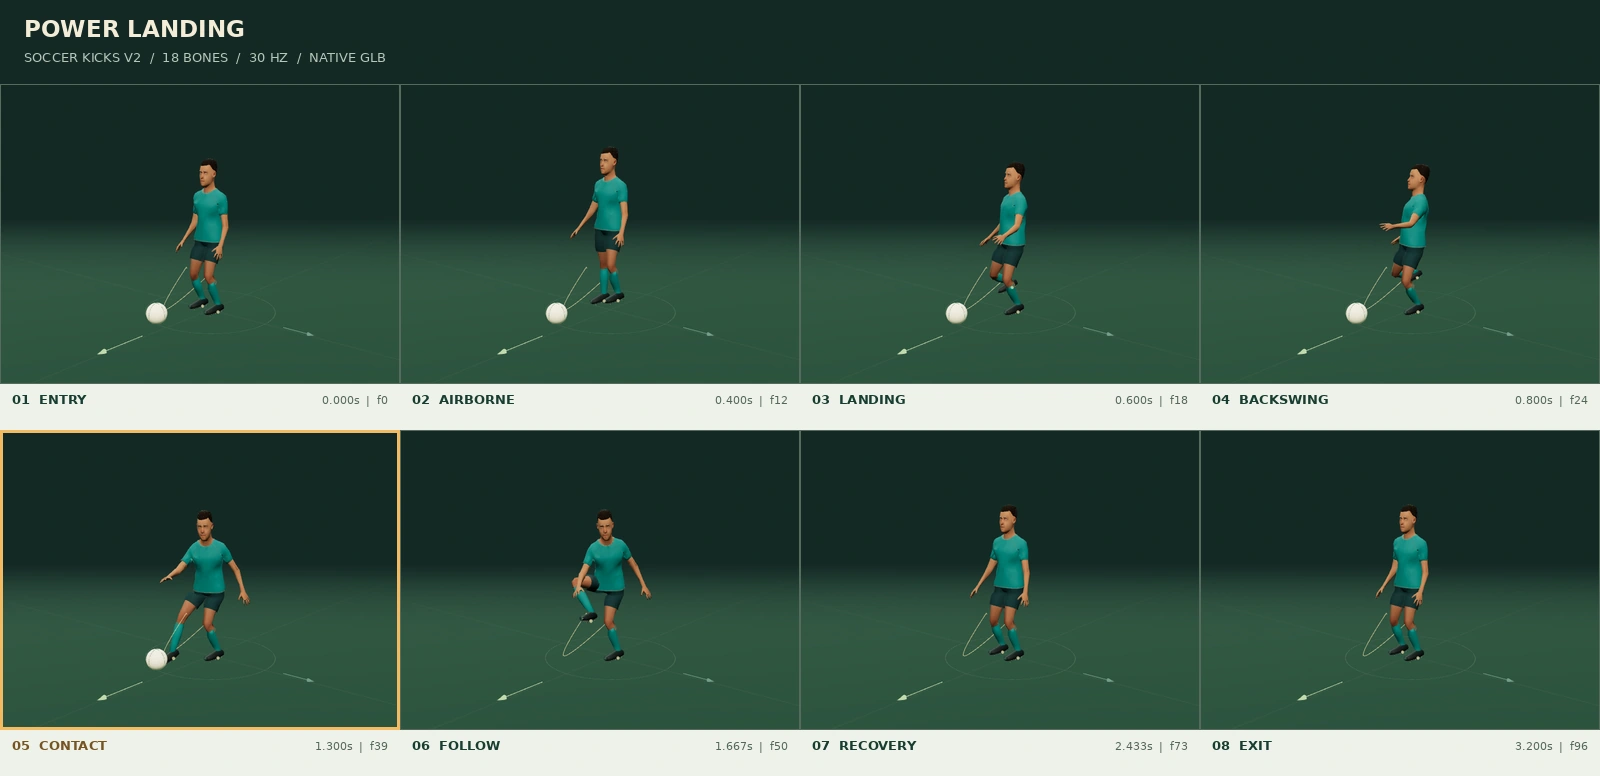 POWER LANDING
SOCCER KICKS V2 / 18 BONES / 30 HZ / NATIVE GLB
01 ENTRY 0.000s | f0
02 AIRBORNE 0.400s | f12
03 LANDING 0.600s | f18
04 BACKSWING 0.800s | f24
05 CONTACT 1.300s | f39
06 FOLLOW 1.667s | f50
07 RECOVERY 2.433s | f73
08 EXIT 3.200s | f96